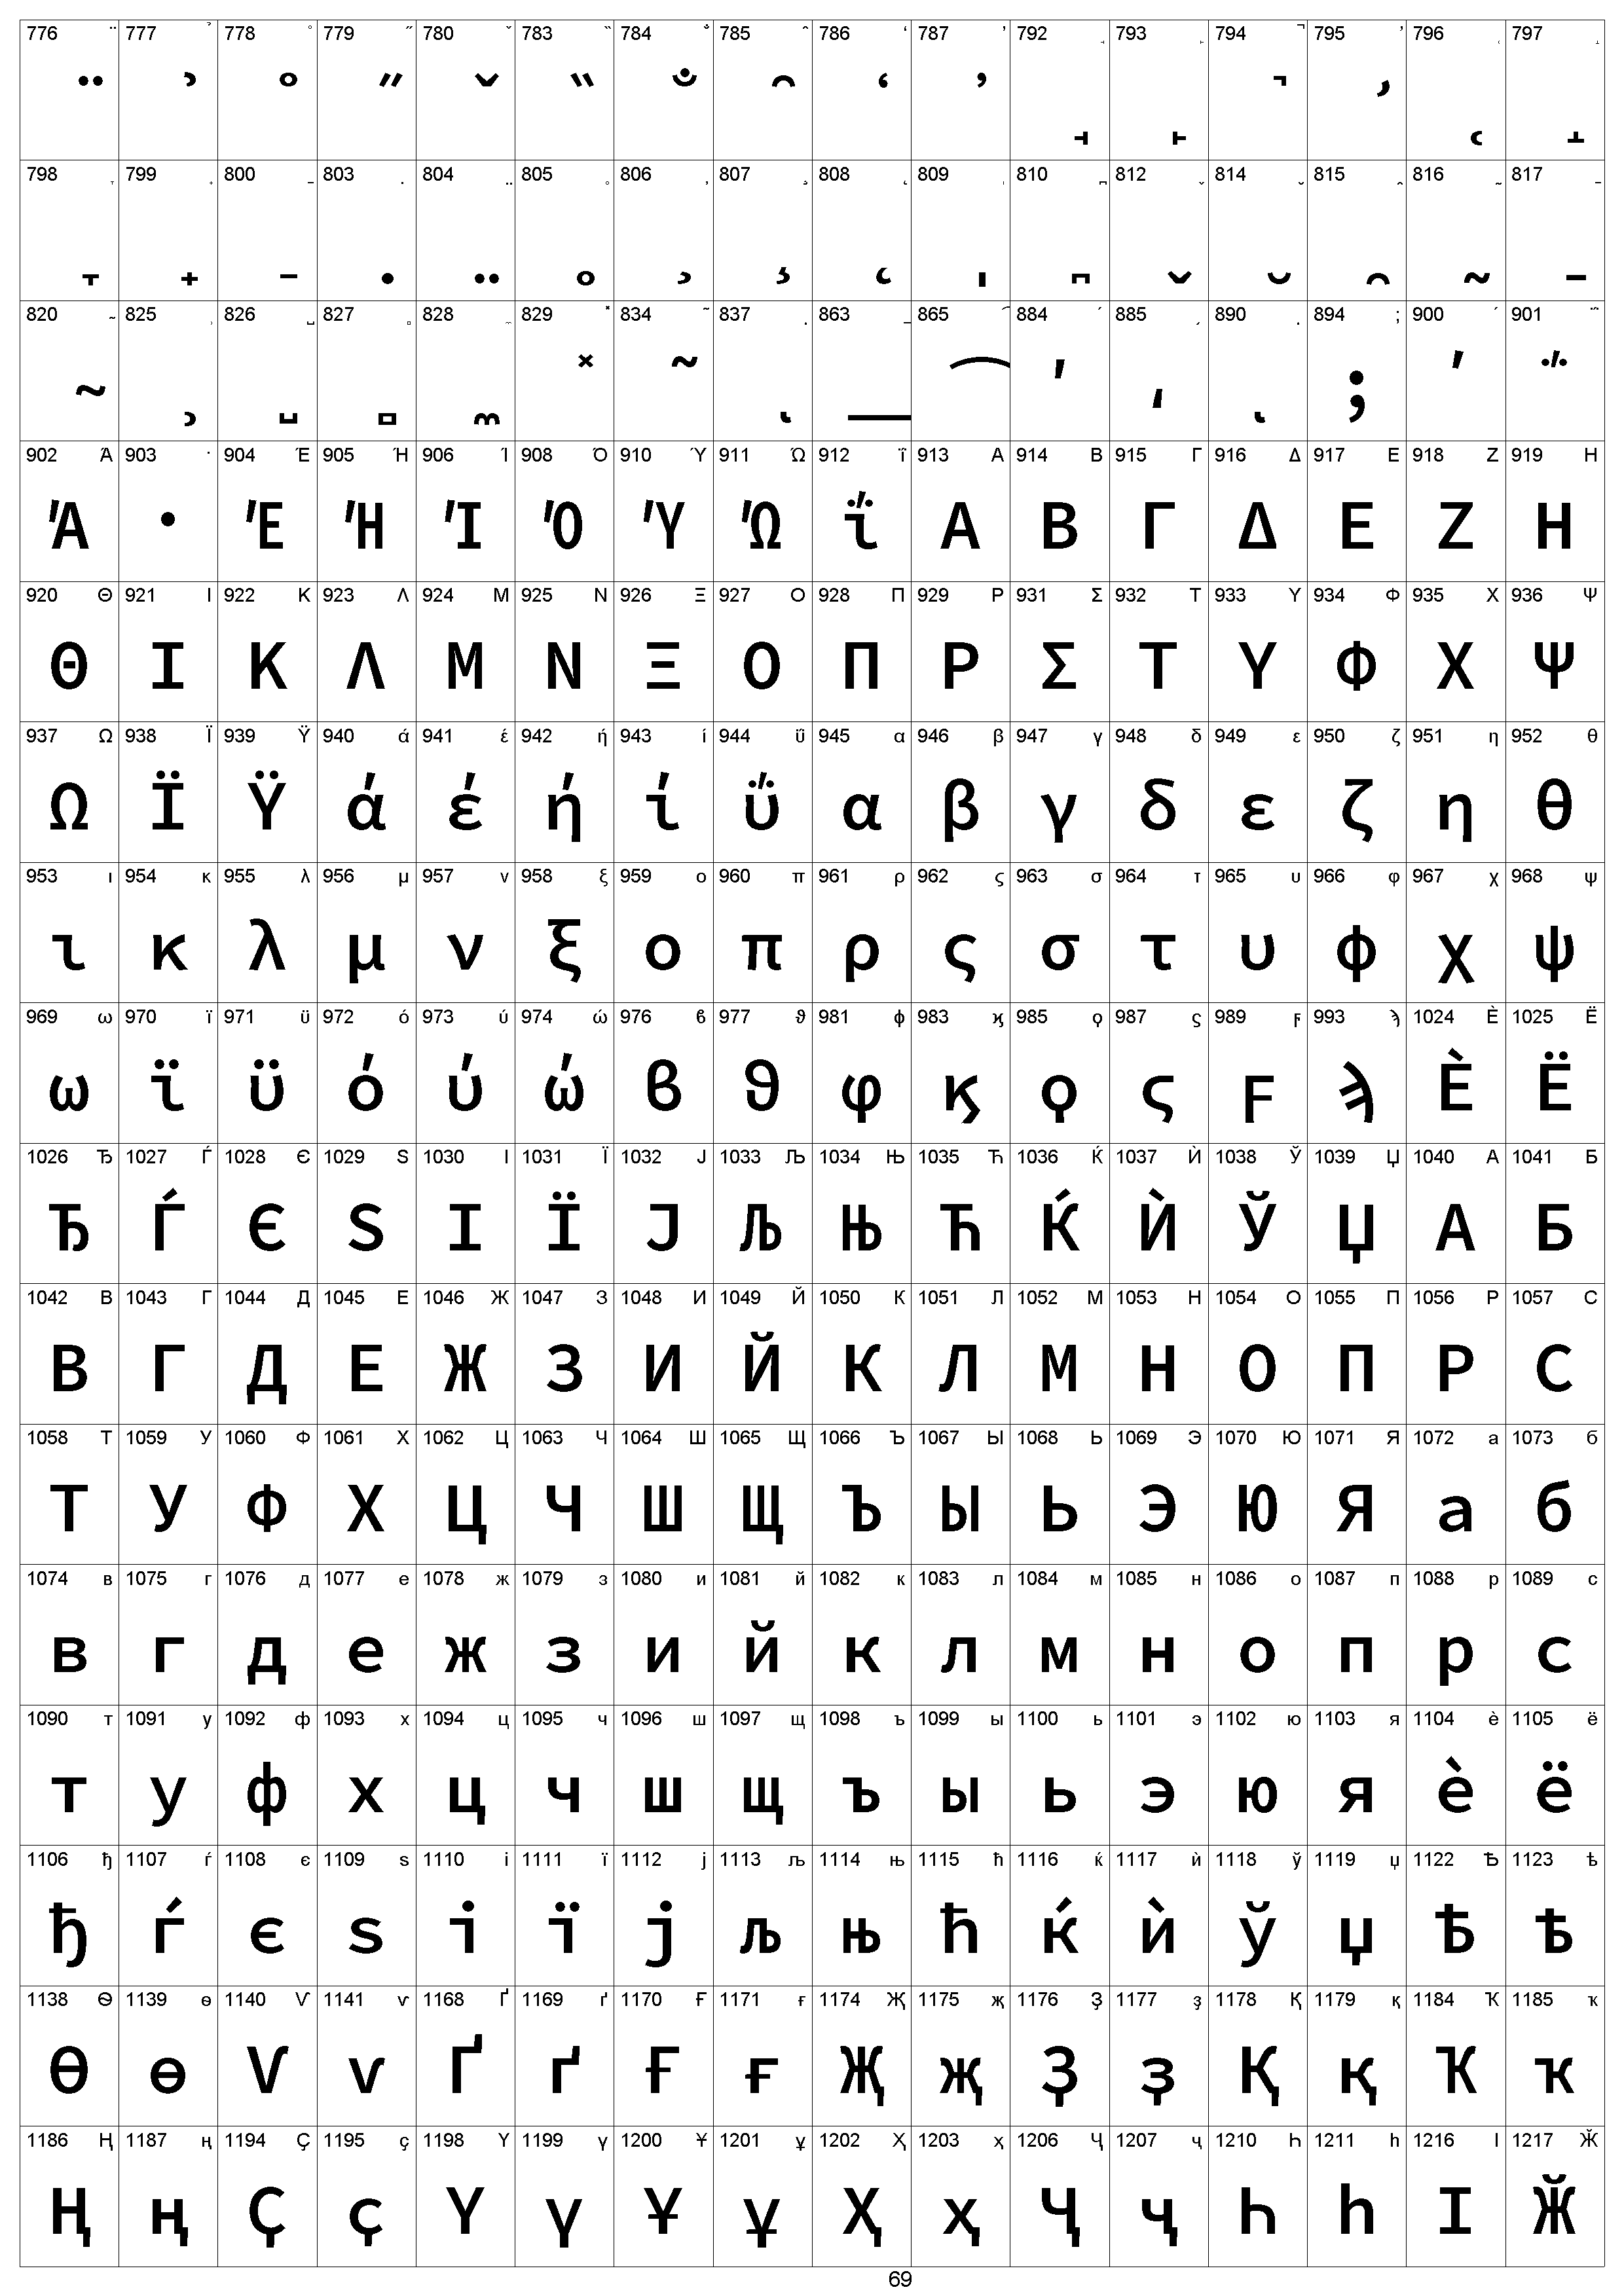 776 ̈ 777 ̉ 778 ̊ 779 ̋ 780 ̌ 783 ̏ 784 ̐ 785 ̑ 786 ̒ 787 ̓ 792 ̘ 793 ̙ 794 ̚ 795 ̛ 796 ̜ 797 ̝
̈ ̉ ̊ ̋ ̌ ̏ ̐ ̑ ̒ ̓ ̘ ̙ ̚ ̛ ̜ ̝
798 ̞ 799 ̟ 800 ̠ 803 ̣ 804 ̤ 805 ̥ 806 ̦ 807 ̧ 808 ̨ 809 ̩ 810 ̪ 812 ̬ 814 ̮ 815 ̯ 816 ̰ 817 ̱
̞ ̟ ̠ ̣ ̤ ̥ ̦ ̧ ̨ ̩ ̪ ̬ ̮ ̯ ̰ ̱
820 ̴ 825 ̹ 826 ̺ 827 ̻ 828 ̼ 829 ̽ 834 ͂ 837 ͅ 863 ͟ 865 ͡ 884 ʹ 885 ͵ 890 ͺ 894 ; 900 ΄ 901 ΅
̴ ̹ ̺ ̻ ̼ ̽ ͂ ͅ ͟ ͡ ʹ ͵ ͺ ; ΄ ΅
902 Ά 903 · 904 Έ 905 Ή 906 Ί 908 Ό 910 Ύ 911 Ώ 912 ΐ 913 Α 914 Β 915 Γ 916 Δ 917 Ε 918 Ζ 919 Η
Ά · Έ Ή Ί Ό Ύ Ώ ΐ Α Β Γ Δ Ε Ζ Η
920 Θ 921 Ι 922 Κ 923 Λ 924 Μ 925 Ν 926 Ξ 927 Ο 928 Π 929 Ρ 931 Σ 932 Τ 933 Υ 934 Φ 935 Χ 936 Ψ
Θ Ι Κ Λ Μ Ν Ξ Ο Π Ρ Σ Τ Υ Φ Χ Ψ
937 Ω 938 Ϊ 939 Ϋ 940 ά 941 έ 942 ή 943 ί 944 ΰ 945 α 946 β 947 γ 948 δ 949 ε 950 ζ 951 η 952 θ
Ω Ϊ Ϋ ά έ ή ί ΰ α β γ δ ε ζ η θ
953 ι 954 κ 955 λ 956 μ 957 ν 958 ξ 959 ο 960 π 961 ρ 962 ς 963 σ 964 τ 965 υ 966 φ 967 χ 968 ψ
ι κ λ μ ν ξ ο π ρ ς σ τ υ φ χ ψ
969 ω 970 ϊ 971 ϋ 972 ό 973 ύ 974 ώ 976 ϐ 977 ϑ 981 ϕ 983 ϗ 985 ϙ 987 ϛ 989 ϝ 993 ϡ 1024 Ѐ 1025 Ё
ω ϊ ϋ ό ύ ώ ϐ ϑ ϕ ϗ ϙ ϛ ϝ ϡ Ѐ Ё
1026 Ђ 1027 Ѓ 1028 Є 1029 Ѕ 1030 І 1031 Ї 1032 Ј 1033 Љ 1034 Њ 1035 Ћ 1036 Ќ 1037 Ѝ 1038 Ў 1039 Џ 1040 А 1041 Б
Ђ Ѓ Є Ѕ І Ї Ј Љ Њ Ћ Ќ Ѝ Ў Џ А Б
1042 В 1043 Г 1044 Д 1045 Е 1046 Ж 1047 З 1048 И 1049 Й 1050 К 1051 Л 1052 М 1053 Н 1054 О 1055 П 1056 Р 1057 С
В Г Д Е Ж З И Й К Л М Н О П Р С
1058 Т 1059 У 1060 Ф 1061 Х 1062 Ц 1063 Ч 1064 Ш 1065 Щ 1066 Ъ 1067 Ы 1068 Ь 1069 Э 1070 Ю 1071 Я 1072 а 1073 б
Т У Ф Х Ц Ч Ш Щ Ъ Ы Ь Э Ю Я а б
1074 в 1075 г 1076 д 1077 е 1078 ж 1079 з 1080 и 1081 й 1082 к 1083 л 1084 м 1085 н 1086 о 1087 п 1088 р 1089 с
в г д е ж з и й к л м н о п р с
1090 т 1091 у 1092 ф 1093 х 1094 ц 1095 ч 1096 ш 1097 щ 1098 ъ 1099 ы 1100 ь 1101 э 1102 ю 1103 я 1104 ѐ 1105 ё
т у ф х ц ч ш щ ъ ы ь э ю я ѐ ё
1106 ђ 1107 ѓ 1108 є 1109 ѕ 1110 і 1111 ї 1112 ј 1113 љ 1114 њ 1115 ћ 1116 ќ 1117 ѝ 1118 ў 1119 џ 1122 Ѣ 1123 ѣ
ђ ѓ є ѕ і ї ј љ њ ћ ќ ѝ ў џ Ѣ ѣ
1138 Ѳ 1139 ѳ 1140 Ѵ 1141 ѵ 1168 Ґ 1169 ґ 1170 Ғ 1171 ғ 1174 Җ 1175 җ 1176 Ҙ 1177 ҙ 1178 Қ 1179 қ 1184 Ҡ 1185 ҡ
Ѳ ѳ Ѵ ѵ Ґ ґ Ғ ғ Җ җ Ҙ ҙ Қ қ Ҡ ҡ
1186 Ң 1187 ң 1194 Ҫ 1195 ҫ 1198 Ү 1199 ү 1200 Ұ 1201 ұ 1202 Ҳ 1203 ҳ 1206 Ҷ 1207 ҷ 1210 Һ 1211 һ 1216 Ӏ 1217 Ӂ
Ң ң Ҫ ҫ Ү ү Ұ ұ Ҳ ҳ Ҷ ҷ Һ һ Ӏ Ӂ
69